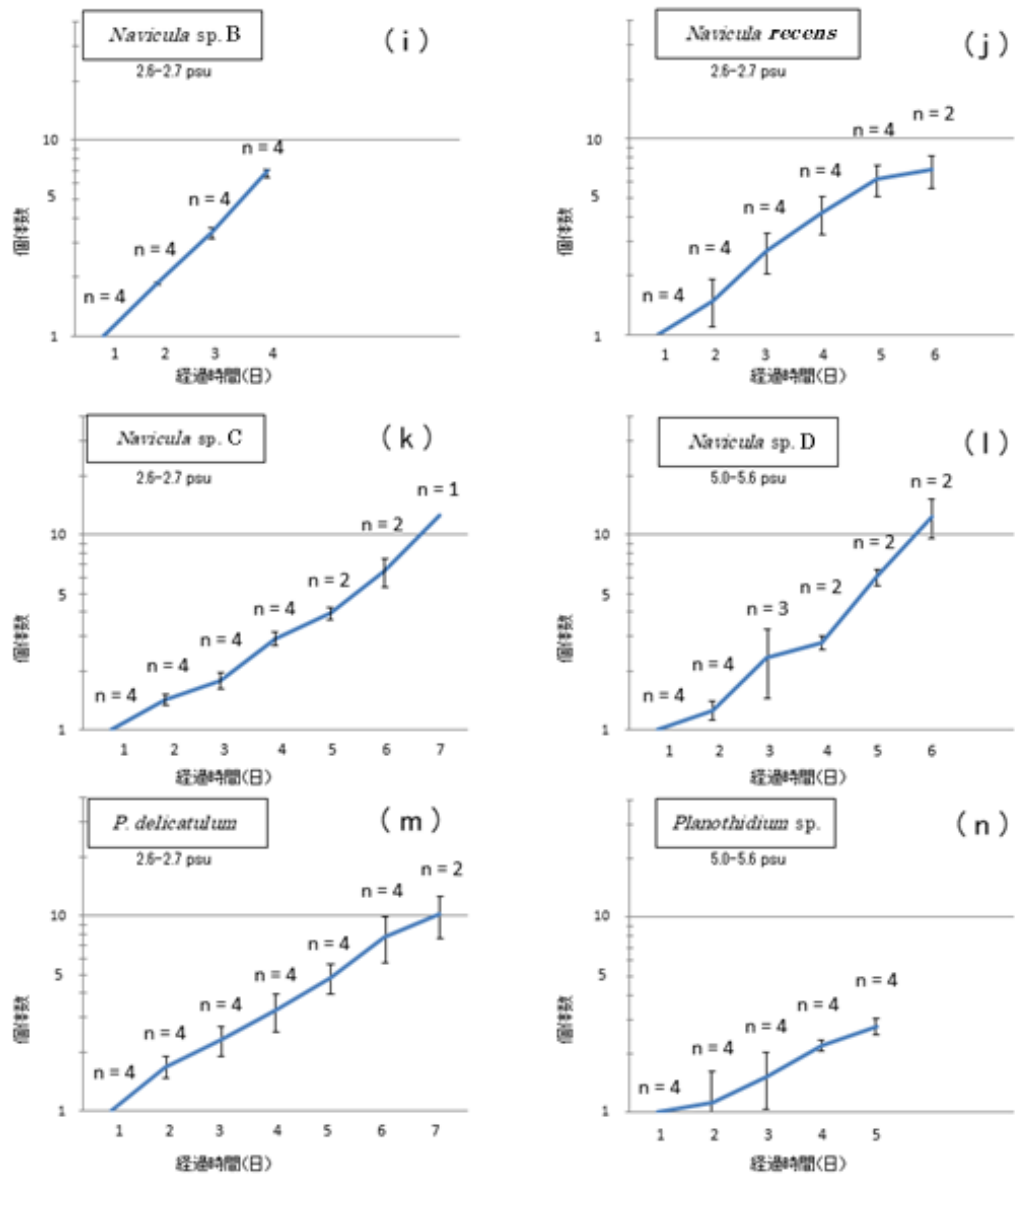 Navicula sp. B
(i)
2.6-2.7 psu
n = 4
n = 4
n = 4
n = 4
10
5
1
個体数
1 2 3 4
経過時間(日)
Navicula recens
(j)
2.6-2.7 psu
n = 2
n = 4
n = 4
n = 4
n = 4
n = 4
10
5
1
個体数
1 2 3 4 5 6
経過時間(日)
Navicula sp. C
(k)
2.6-2.7 psu
n = 1
n = 2
n = 2
n = 4
n = 4
n = 4
n = 4
10
5
1
個体数
1 2 3 4 5 6 7
経過時間(日)
Navicula sp. D
(l)
5.0-5.6 psu
n = 2
n = 2
n = 2
n = 3
n = 4
n = 4
10
5
1
個体数
1 2 3 4 5 6
経過時間(日)
P. delicatulum
(m)
2.6-2.7 psu
n = 2
n = 4
n = 4
n = 4
n = 4
n = 4
n = 4
10
5
1
個体数
1 2 3 4 5 6 7
経過時間(日)
Planothidium sp.
(n)
5.0-5.6 psu
n = 4
n = 4
n = 4
n = 4
n = 4
10
5
1
個体数
1 2 3 4 5
経過時間(日)